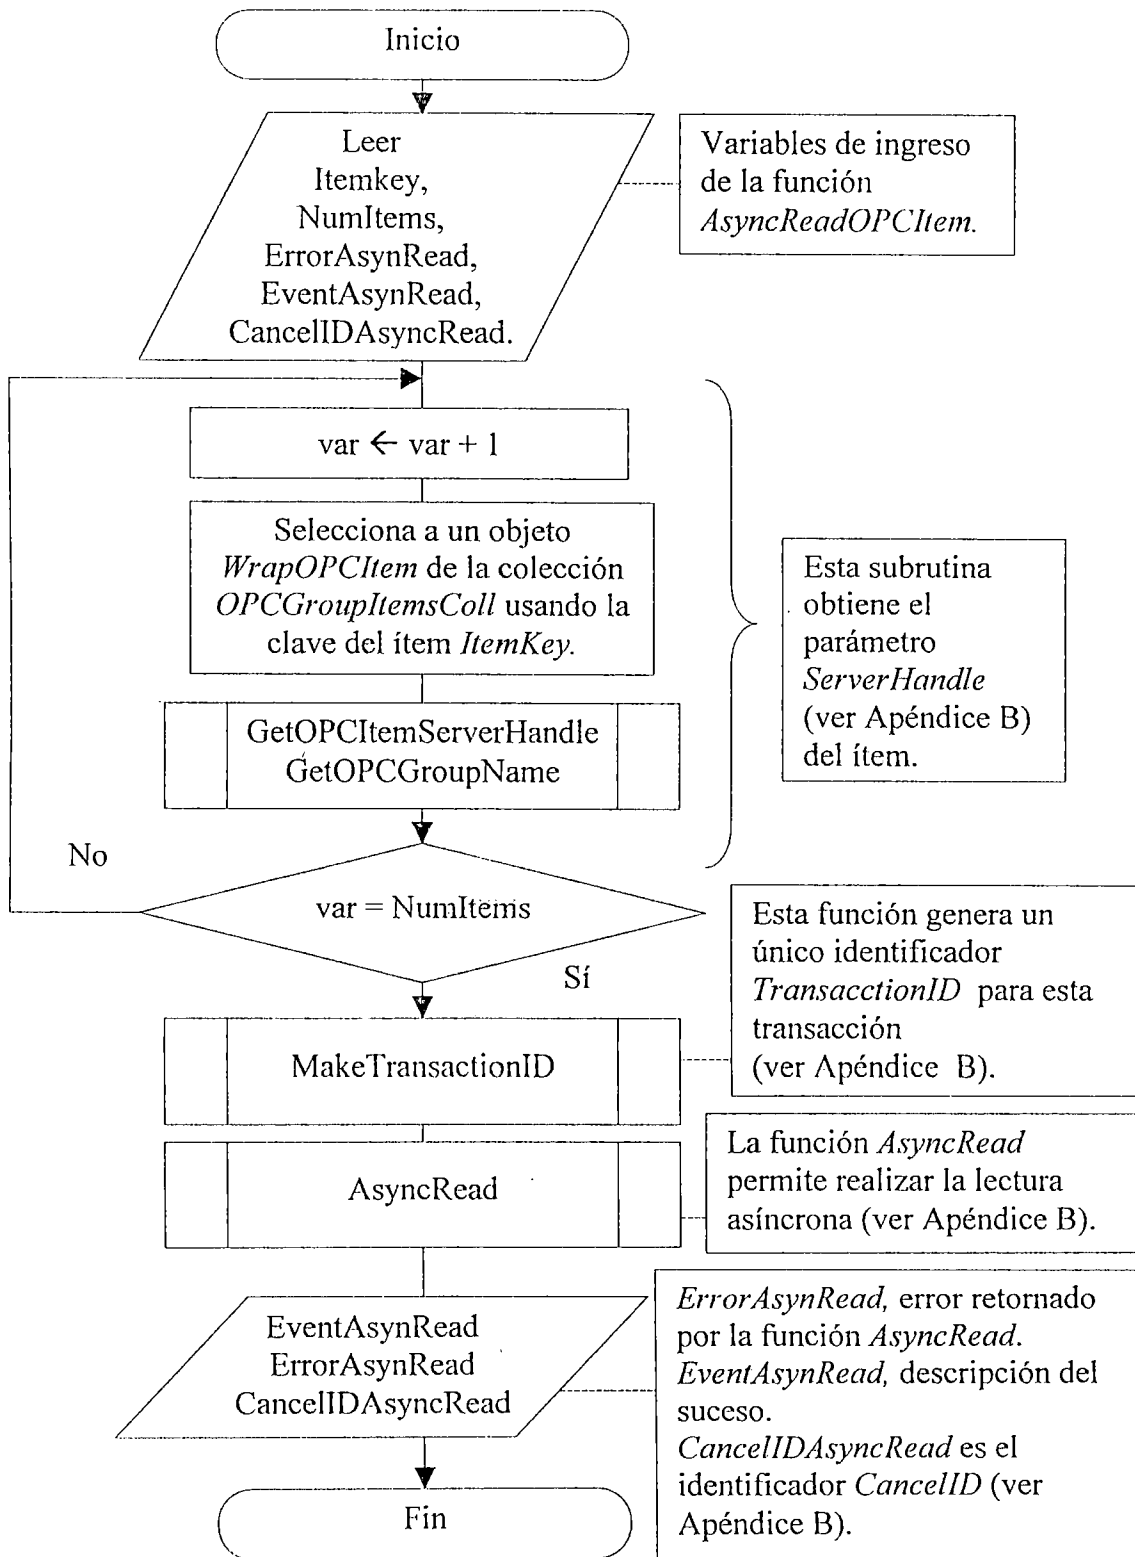 Inicio
Leer
Itemkey,
NumItems,
ErrorAsynRead,
EventAsynRead,
CancelIDAsyncRead.
Variables de ingreso
de la función
AsyncReadOPCItem.
var ← var + 1
Selecciona a un objeto
WrapOPCItem de la colección
OPCGroupItemsColl usando la
clave del ítem ItemKey.
GetOPCItemServerHandle
GetOPCGroupName
Esta subrutina
obtiene el
parámetro
ServerHandle
(ver Apéndice B)
del ítem.
No
var = NumItems
Sí
Esta función genera un
único identificador
TransacctionID para esta
transacción
(ver Apéndice B).
MakeTransactionID
La función AsyncRead
permite realizar la lectura
asíncrona (ver Apéndice B).
AsyncRead
EventAsynRead
ErrorAsynRead
CancelIDAsyncRead
ErrorAsynRead, error retornado
por la función AsyncRead.
EventAsynRead, descripción del
suceso.
CancelIDAsyncRead es el
identificador CancelID (ver
Apéndice B).
Fin